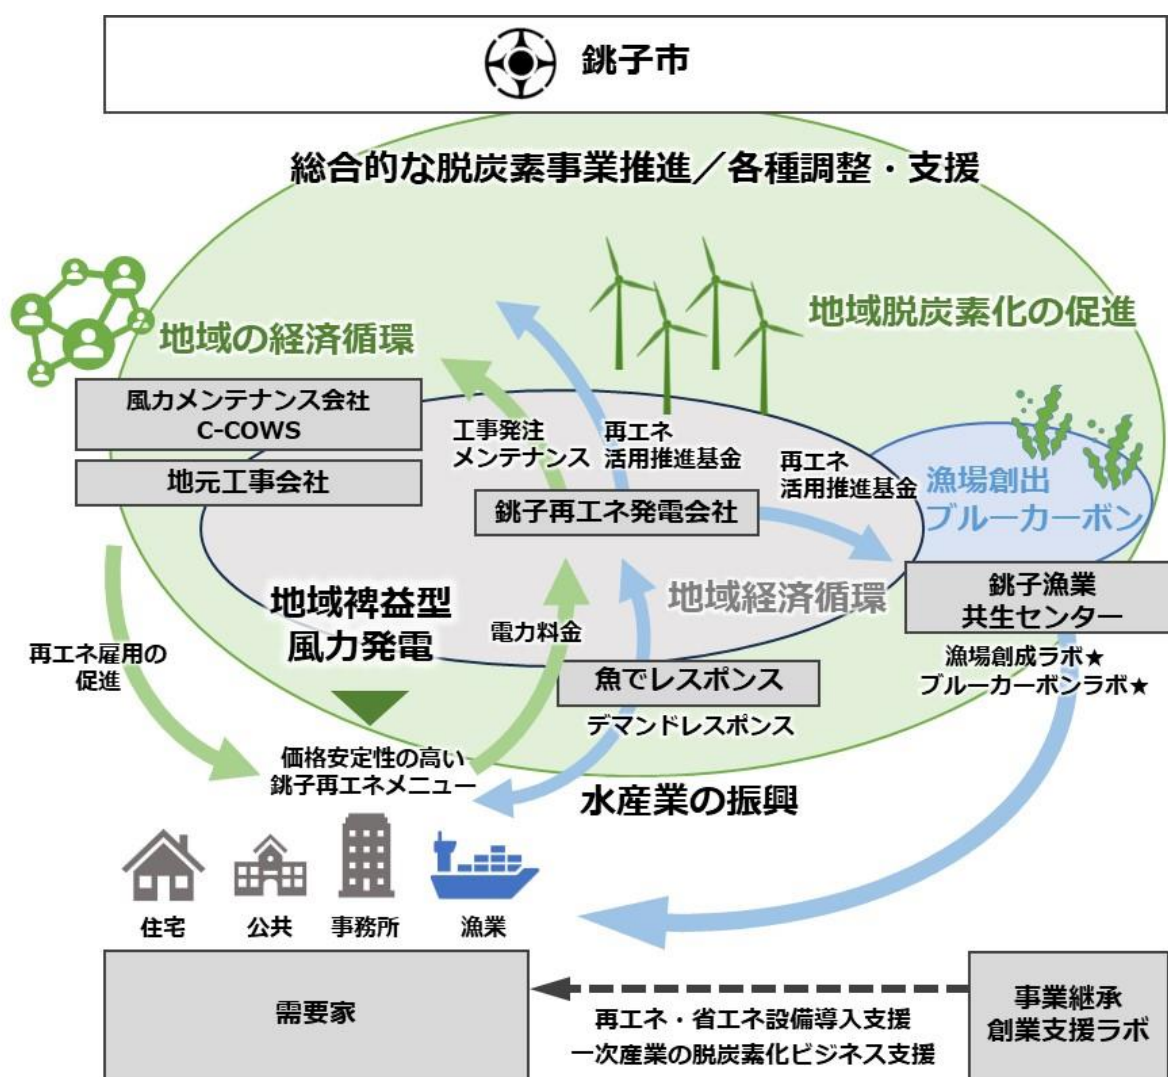 銚子市
総合的な脱炭素事業推進／各種調整・支援
地域脱炭素化の促進
地域の経済循環
風力メンテナンス会社
C-COWS
地元工事会社
工事発注
メンテナンス
再エネ
活用推進基金
再エネ
活用推進基金
漁場創出
ブルーカーボン
銚子再エネ発電会社
地域経済循環
銚子漁業
共生センター
漁場創成ラボ★
ブルーカーボンラボ★
地域裨益型
風力発電
電力料金
再エネ雇用の
促進
魚でレスポンス
デマンドレスポンス
価格安定性の高い
銚子再エネメニュー
水産業の振興
住宅
公共
事務所
漁業
需要家
再エネ・省エネ設備導入支援
一次産業の脱炭素化ビジネス支援
事業継承
創業支援ラボ